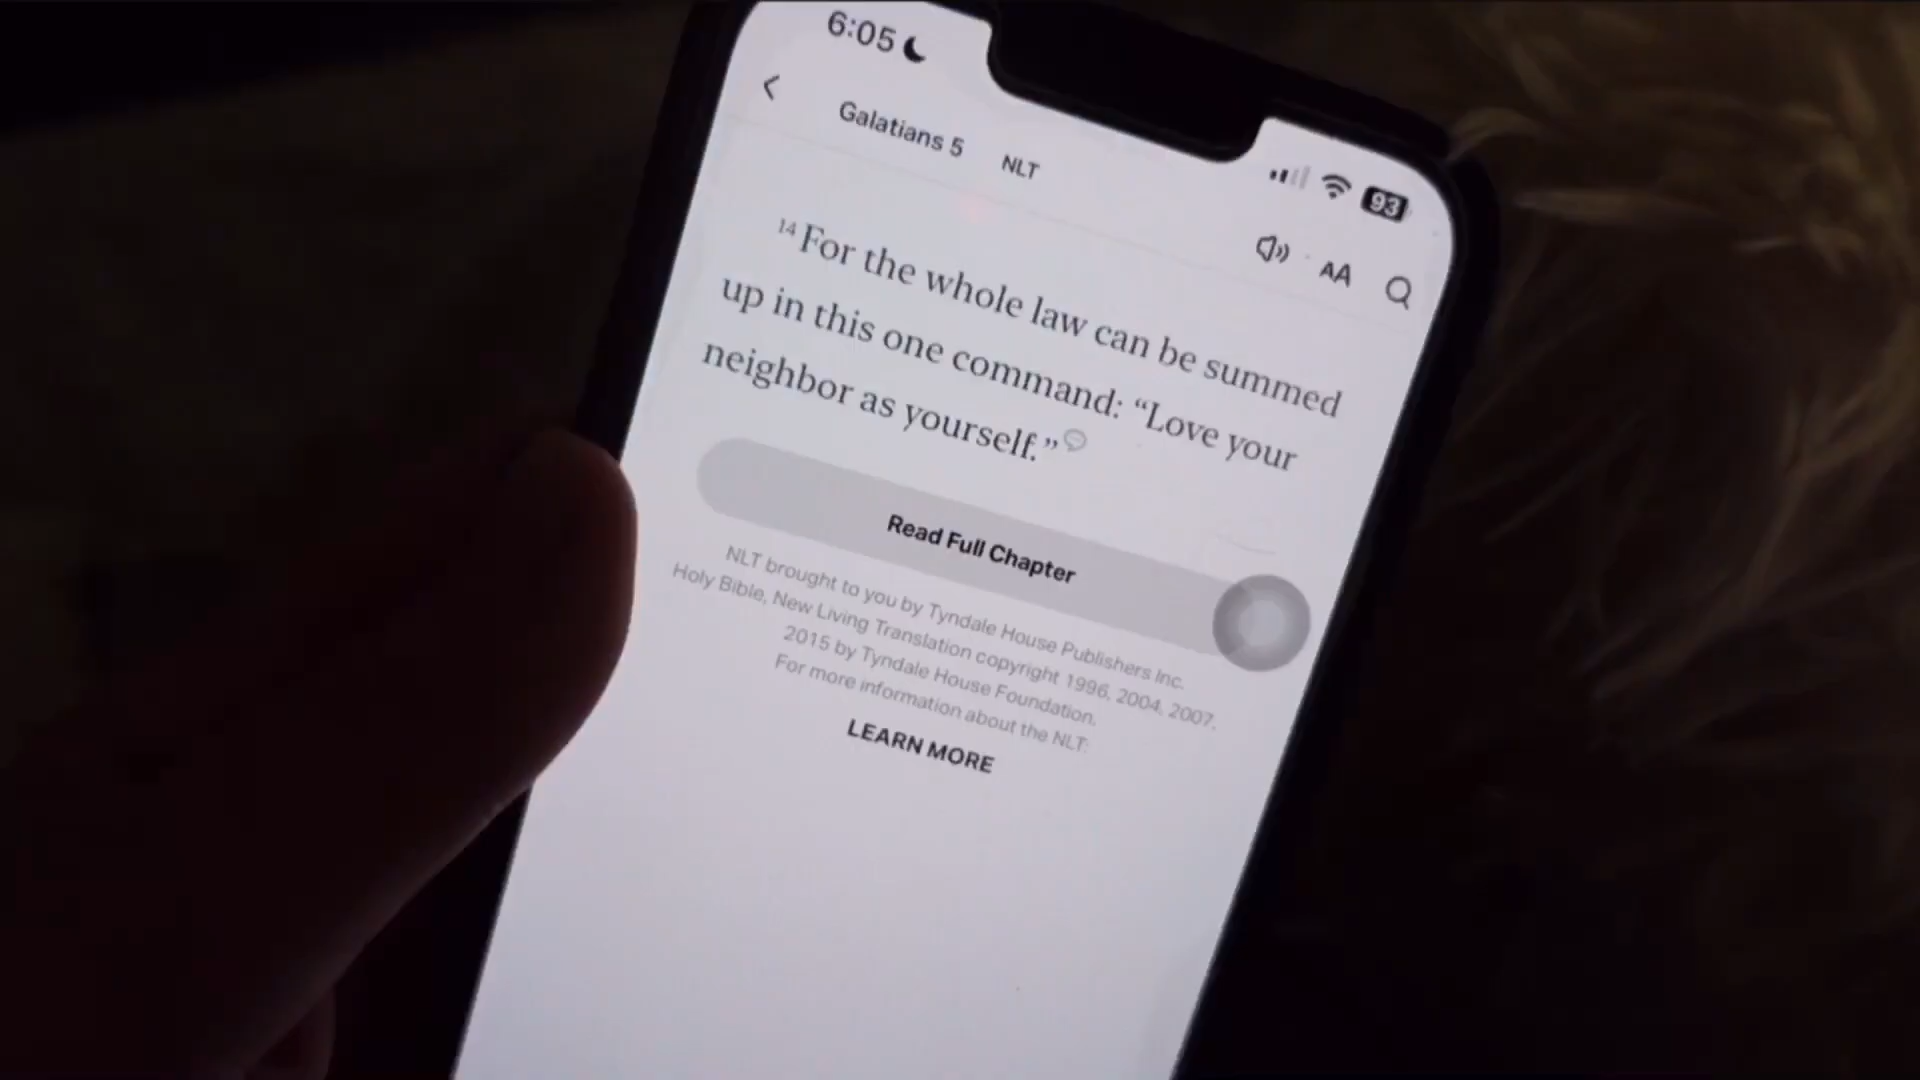 6:05
93
Galatians 5 NLT
AA
14 For the whole law can be summed
up in this one command: “Love your
neighbor as yourself.”
Read Full Chapter
NLT brought to you by Tyndale House Publishers Inc.
Holy Bible, New Living Translation copyright 1996, 2004, 2007,
2015 by Tyndale House Foundation.
For more information about the NLT:
LEARN MORE